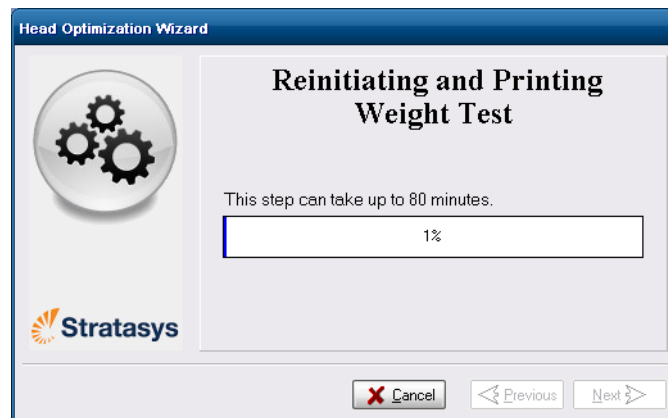 Head Optimization Wizard
Reinitiating and Printing
Weight Test
This step can take up to 80 minutes.
1%
Stratasys
Cancel
Previous
Next